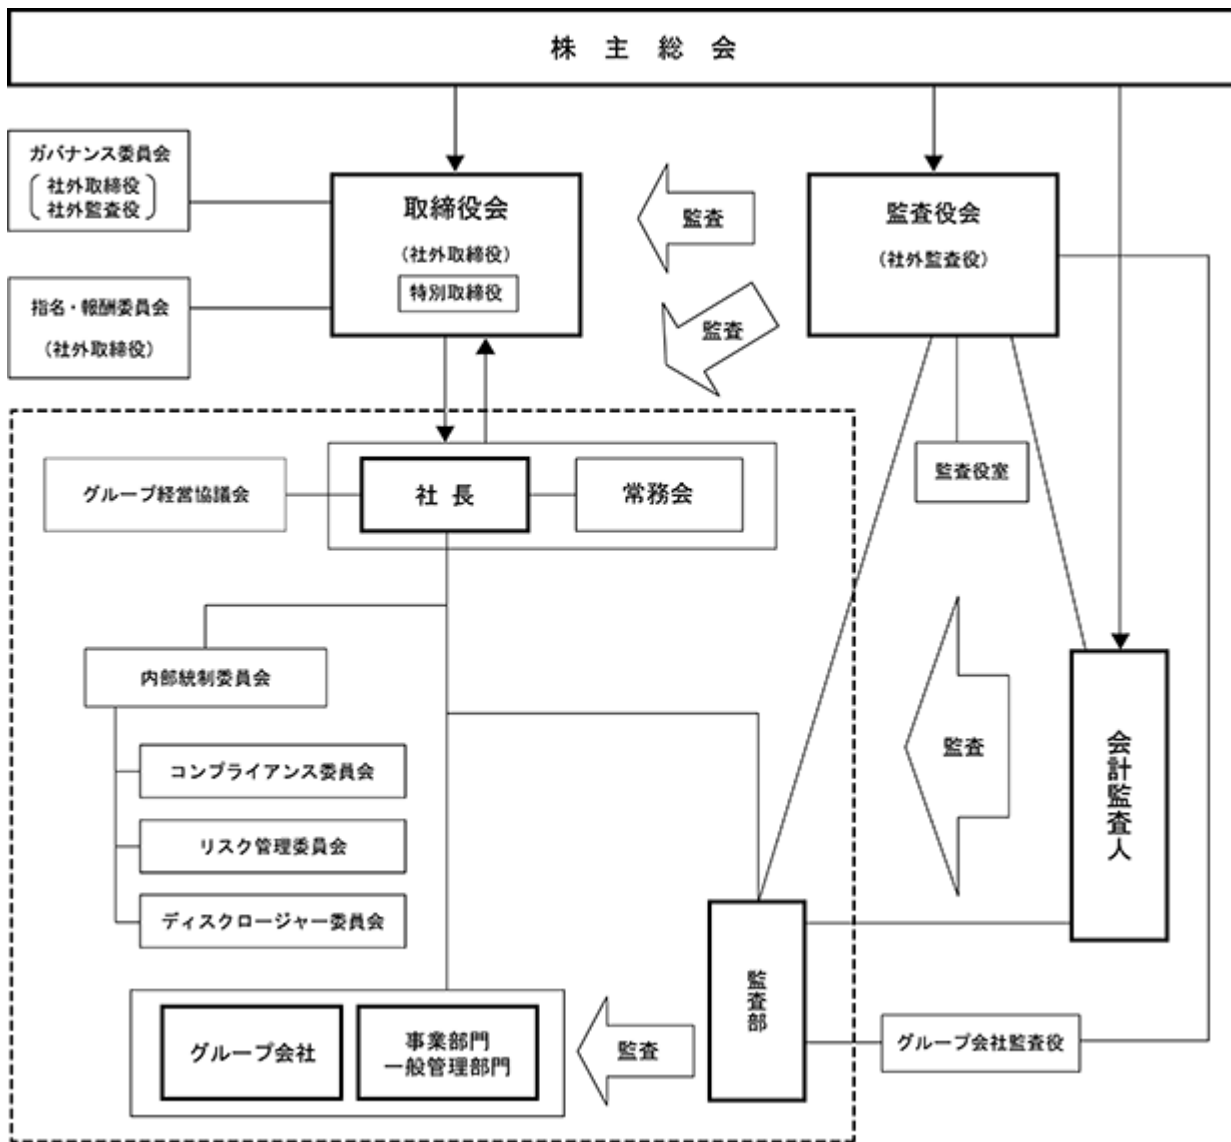 株主総会
ガバナンス委員会
社外取締役
社外監査役
取締役会
(社外取締役)
特別取締役
監査
監査役会
(社外監査役)
指名・報酬委員会
(社外取締役)
監査
グループ経営協議会
社長
常務会
監査役室
内部統制委員会
コンプライアンス委員会
リスク管理委員会
ディスクロージャー委員会
監査
会計監査人
監査部
グループ会社
事業部門
一般管理部門
監査
グループ会社監査役